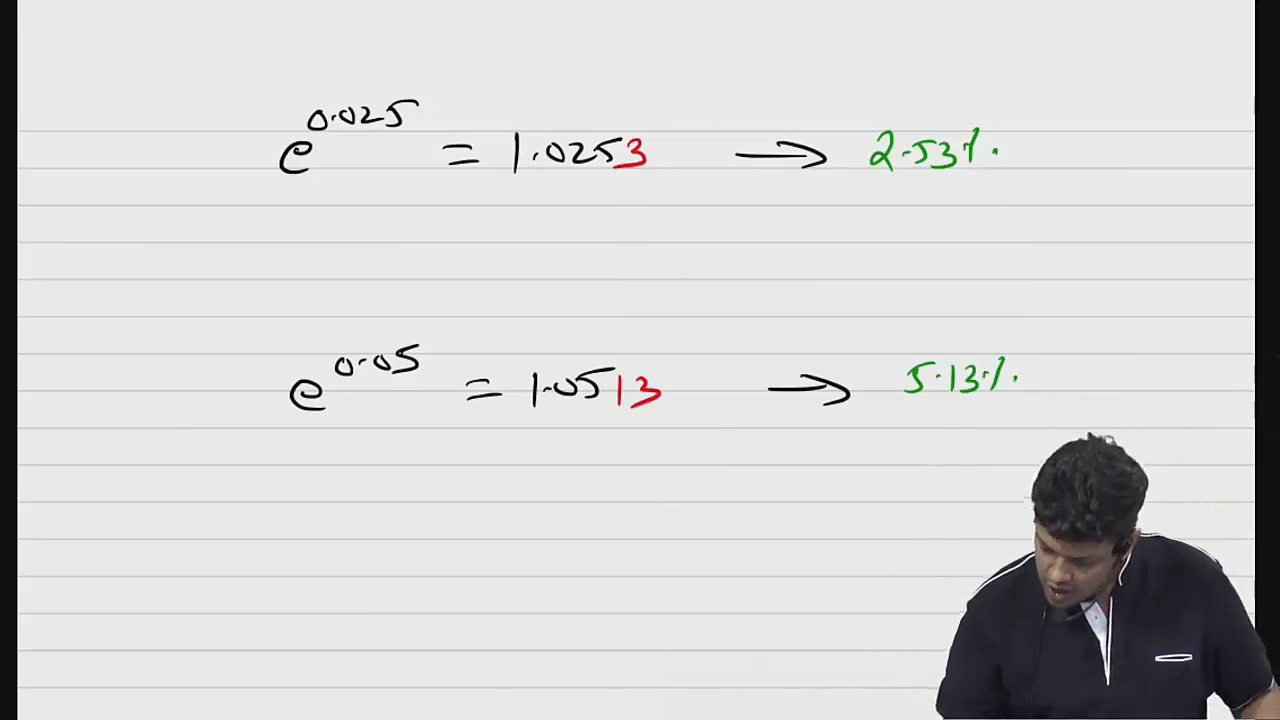 e^0.025 = 1.0253 → 2.53%.
e^0.05 = 1.0513 → 5.13%.